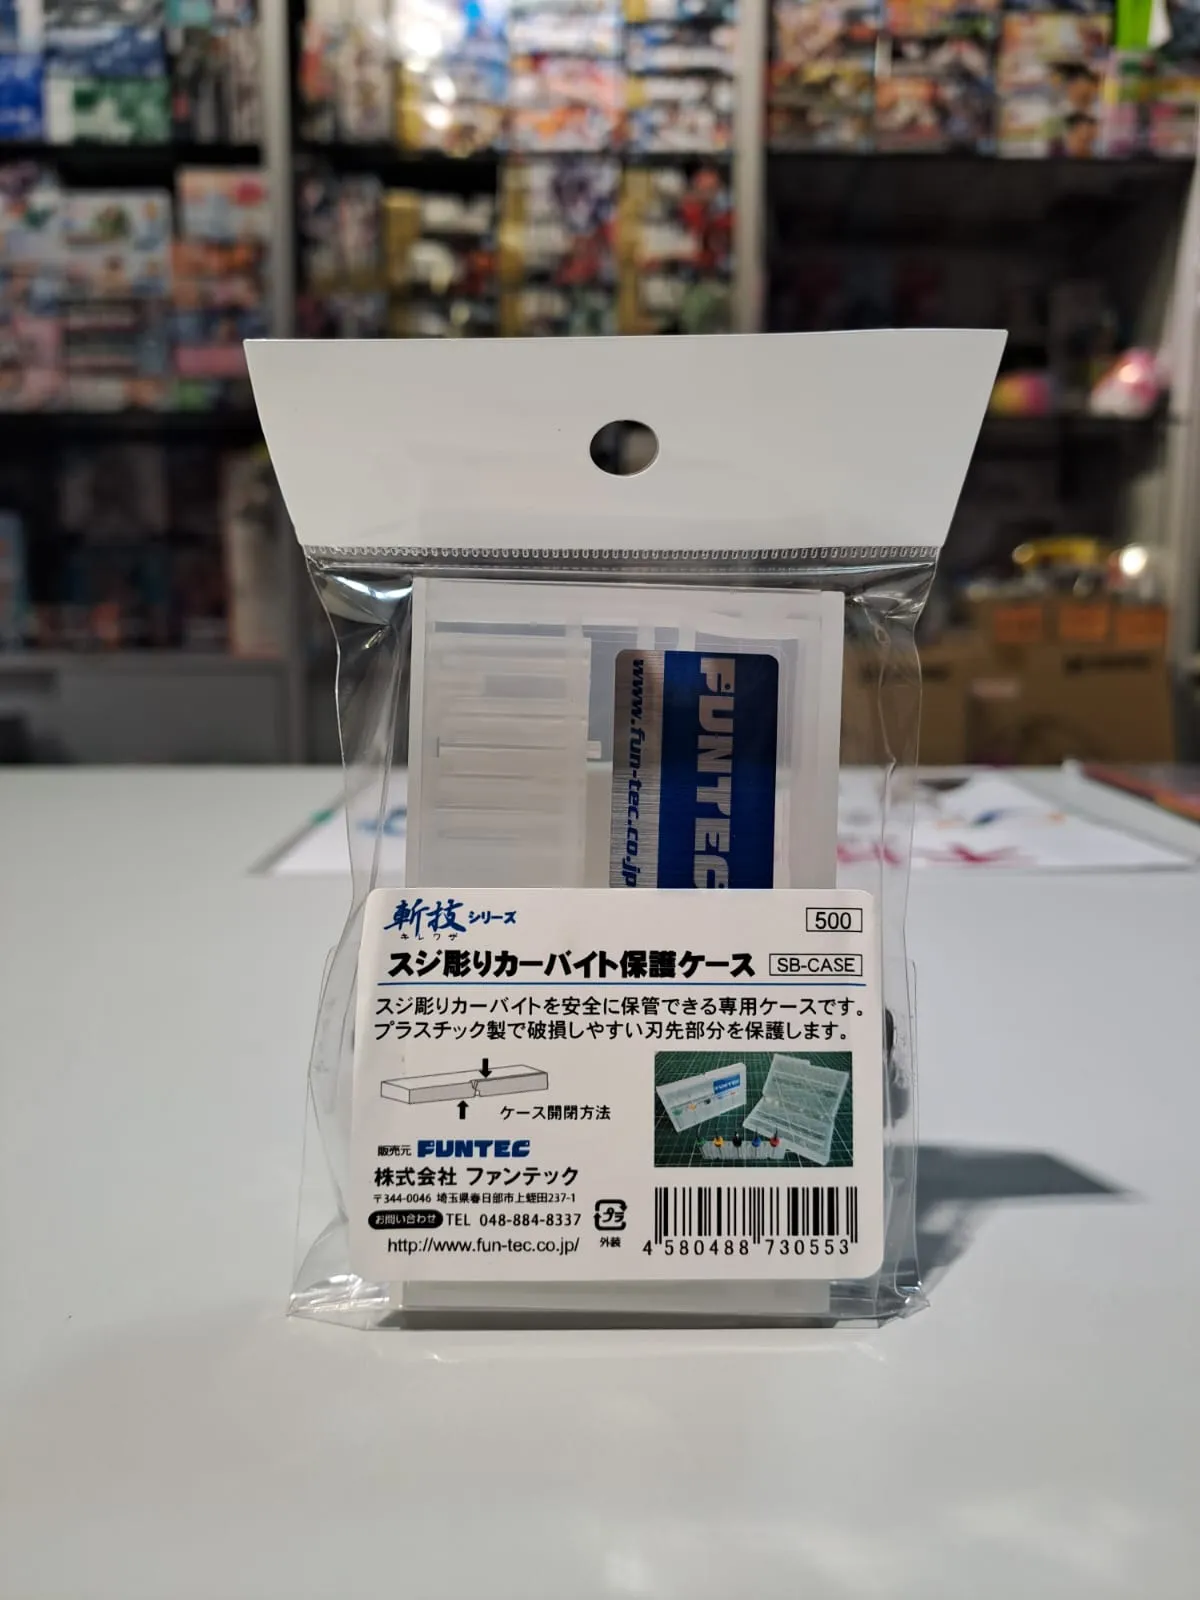 FUNTEC
www.fun-tec.co.jp
斬技シリーズ
キレワザ
500
スジ彫りカーバイト保護ケース
SB-CASE
スジ彫りカーバイトを安全に保管できる専用ケースです。
プラスチック製で破損しやすい刃先部分を保護します。
ケース開閉方法
FUNTEC
販売元 FUNTEC
株式会社 ファンテック
〒344-0046 埼玉県春日部市上蛭田237-1
お問い合わせ TEL 048-884-8337
http://www.fun-tec.co.jp/
プラ
外装
4 580488 730553